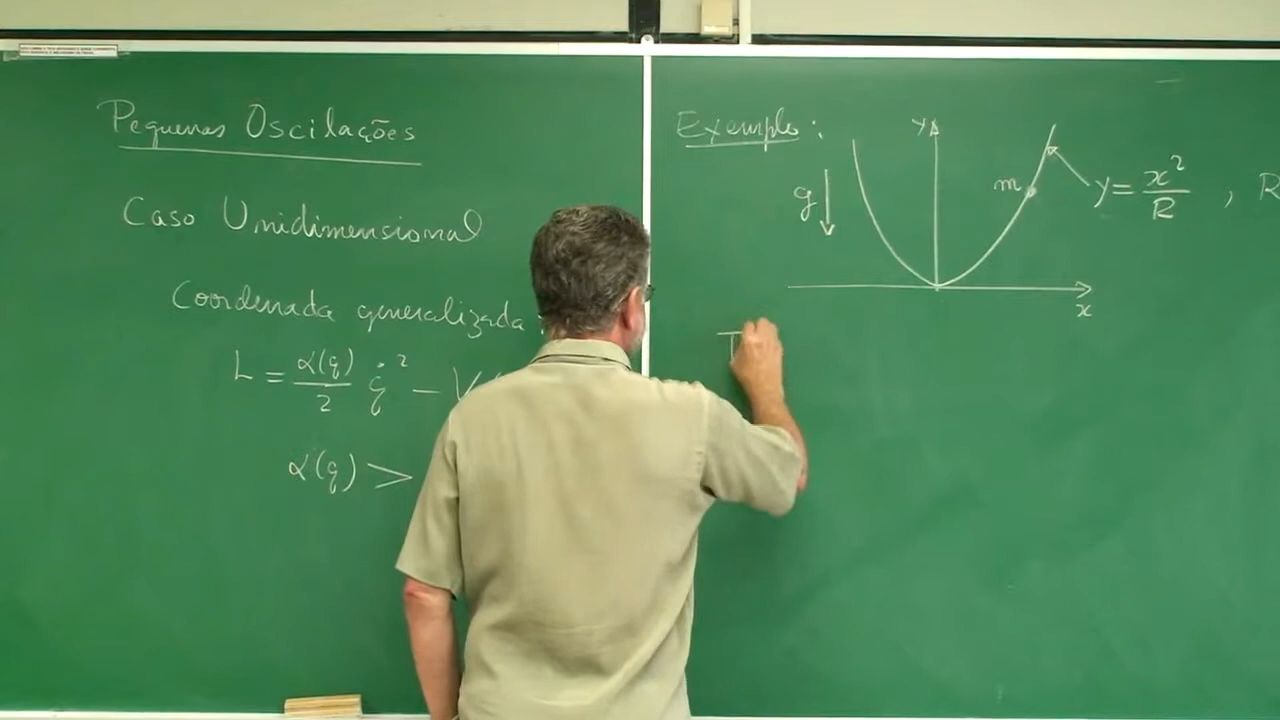 Pequenas Oscilações
Caso Unidimensional
Coordenada generalizada:
L = α(q)/2 q̇² − V
α(q) >
Exemplo:
g
y
m
x
y = x²/R , R
T